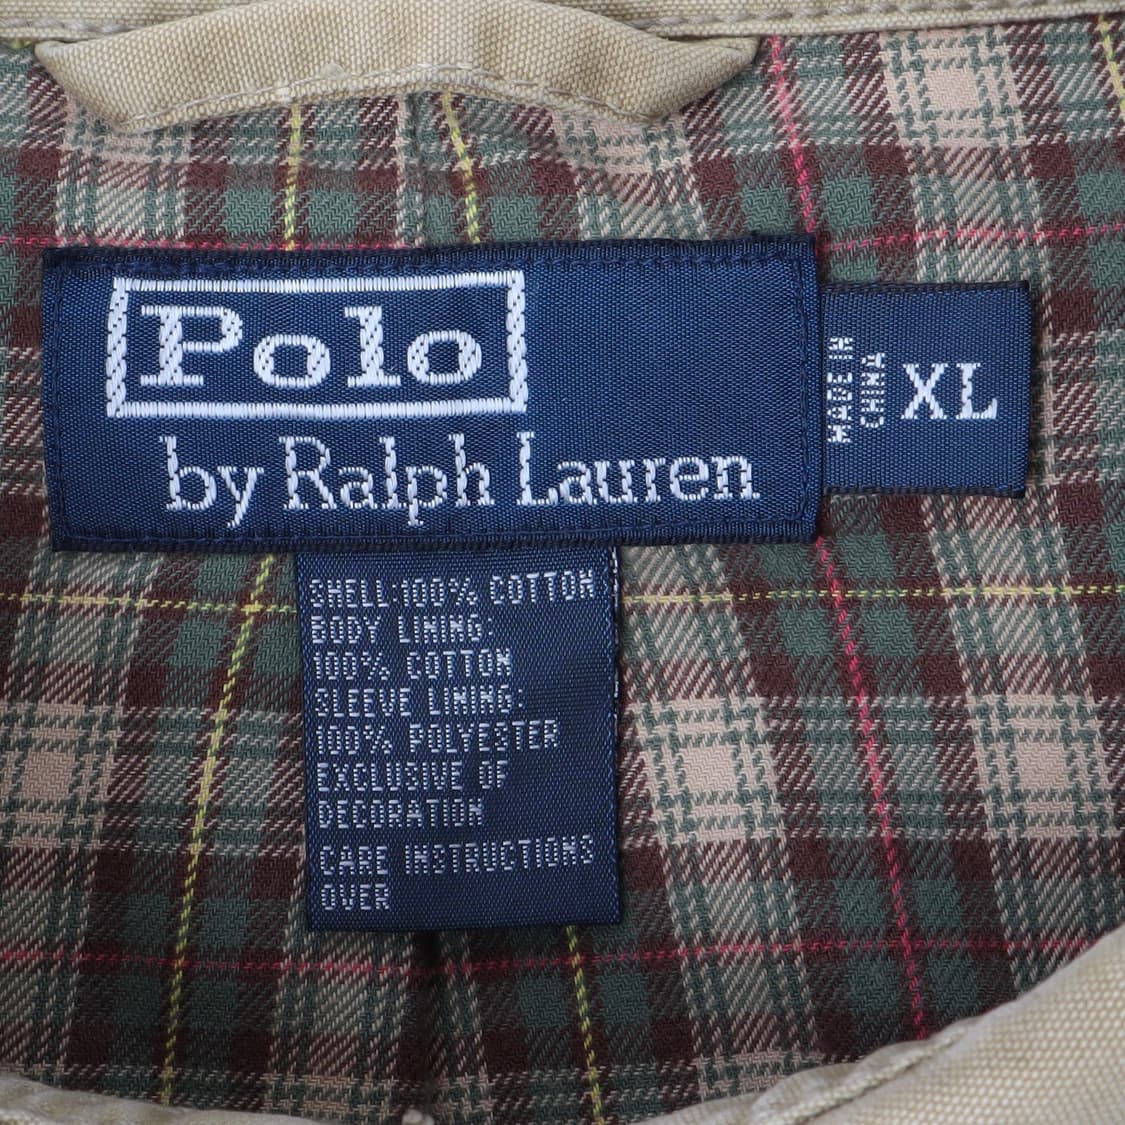 Polo
by Ralph Lauren
MADE IN
CHINA
XL
SHELL:100% COTTON
BODY LINING:
100% COTTON
SLEEVE LINING:
100% POLYESTER
EXCLUSIVE OF
DECORATION
CARE INSTRUCTIONS
OVER